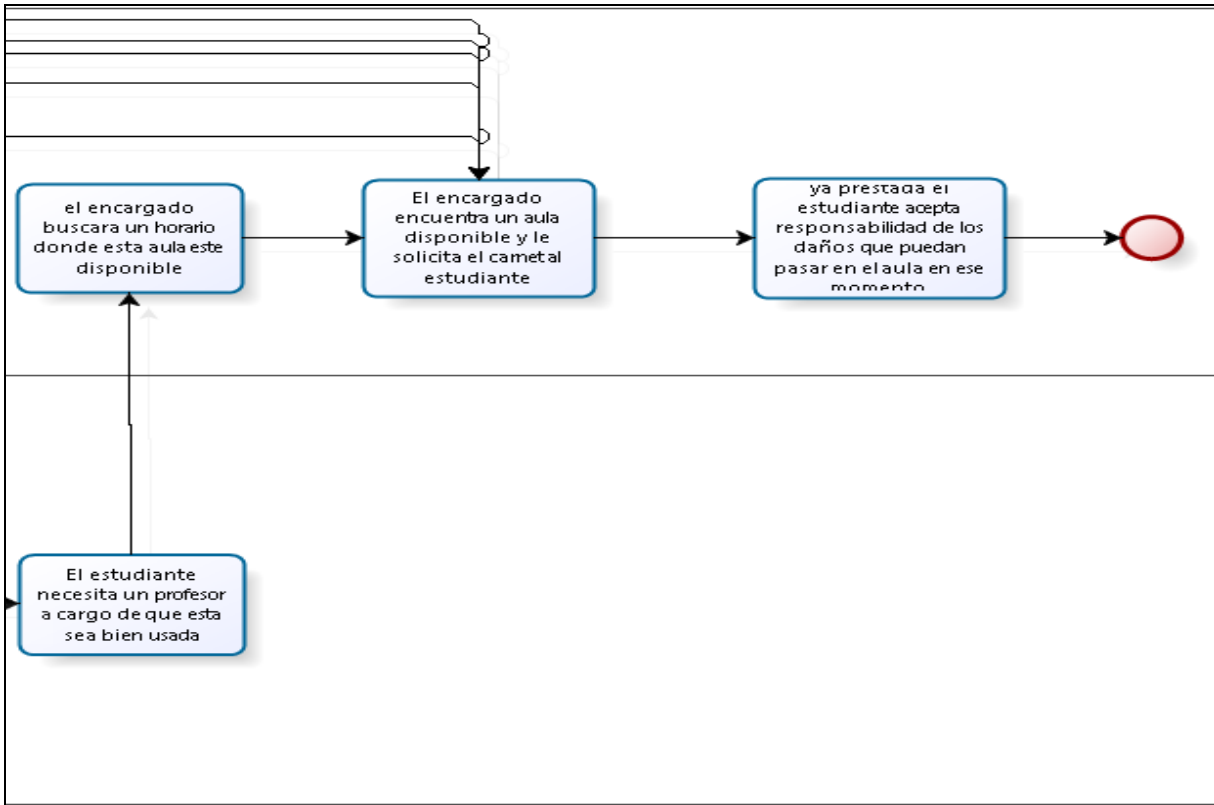 el encargado
buscara un horario
donde esta aula este
disponible
El encargado
encuentra un aula
disponible y le
solicita el carnetal
estudiante
ya prestada el
estudiante acepta
responsabilidad de los
daños que puedan
pasar en el aula en ese
momento
El estudiante
necesita un profesor
a cargo de que esta
sea bien usada